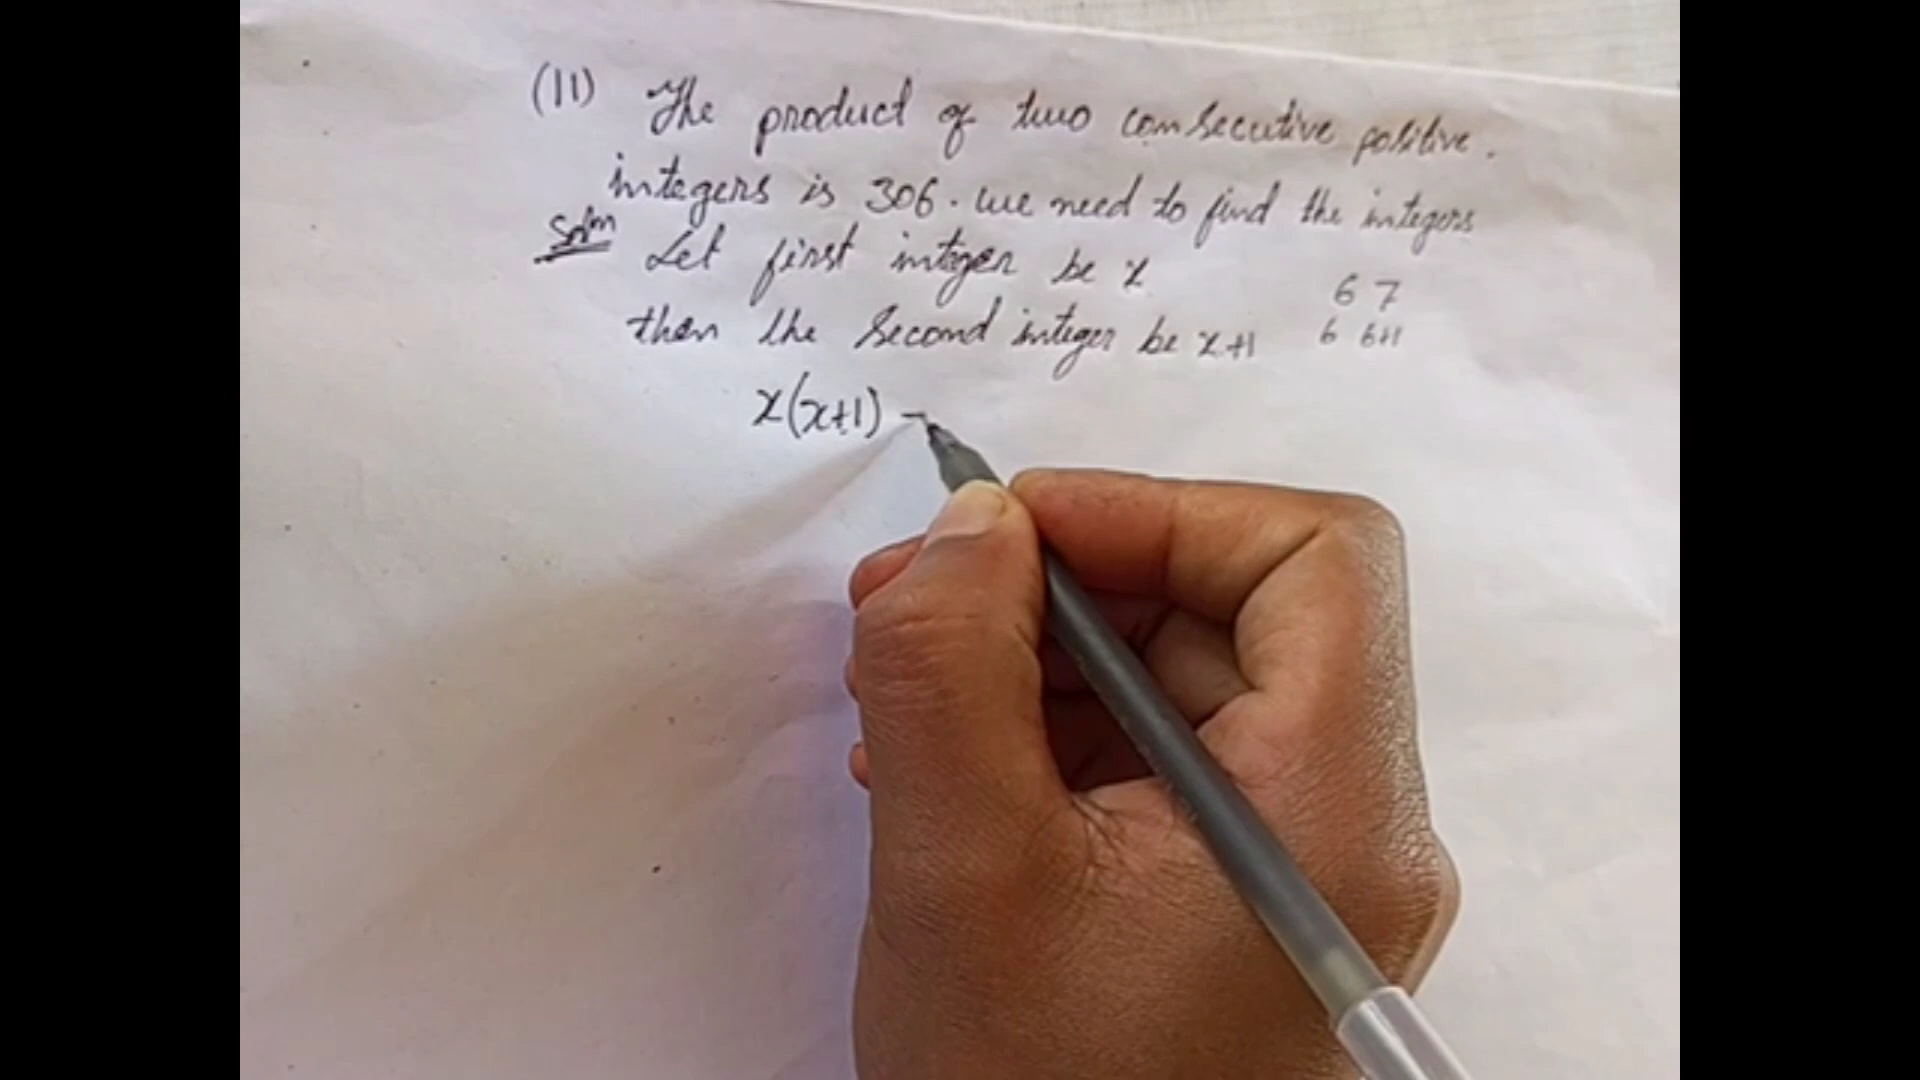 (11) The product of two consecutive positive.
integers is 306. we need to find the integers
Soln Let first integer be x
then the second integer be x+1
6 7
6 6+1
x(x+1) -